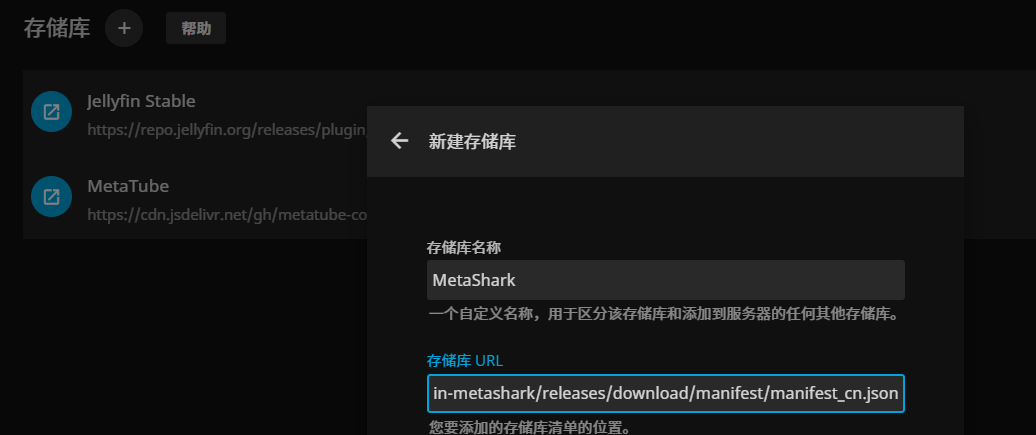 存储库
帮助
Jellyfin Stable
https://repo.jellyfin.org/releases/plugin
MetaTube
https://cdn.jsdelivr.net/gh/metatube-co
新建存储库
存储库名称
MetaShark
一个自定义名称，用于区分该存储库和添加到服务器的任何其他存储库。
存储库 URL
in-metashark/releases/download/manifest/manifest_cn.json
您要添加的存储库清单的位置。